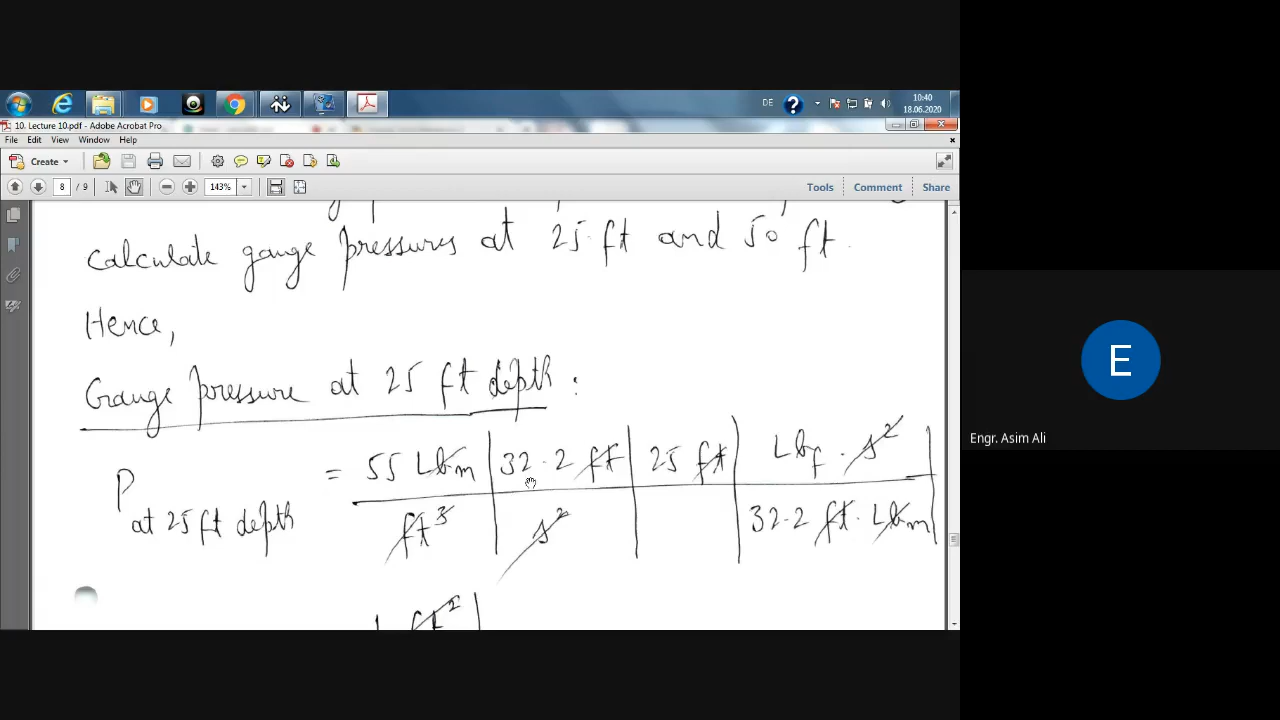 DE
10:40
18.06.2020
10. Lecture 10.pdf - Adobe Acrobat Pro
File Edit View Window Help
Create
8 / 9
143%
Tools Comment Share
calculate gauge pressures at 25 ft and 50 ft.
Hence,
Gauge pressure at 25 ft depth :
P at 25 ft depth = 55 Lbm | 32.2 ft | 25 ft | Lbf . s²
ft³ | s² | | 32.2 ft . Lbm
ft²
E
Engr. Asim Ali